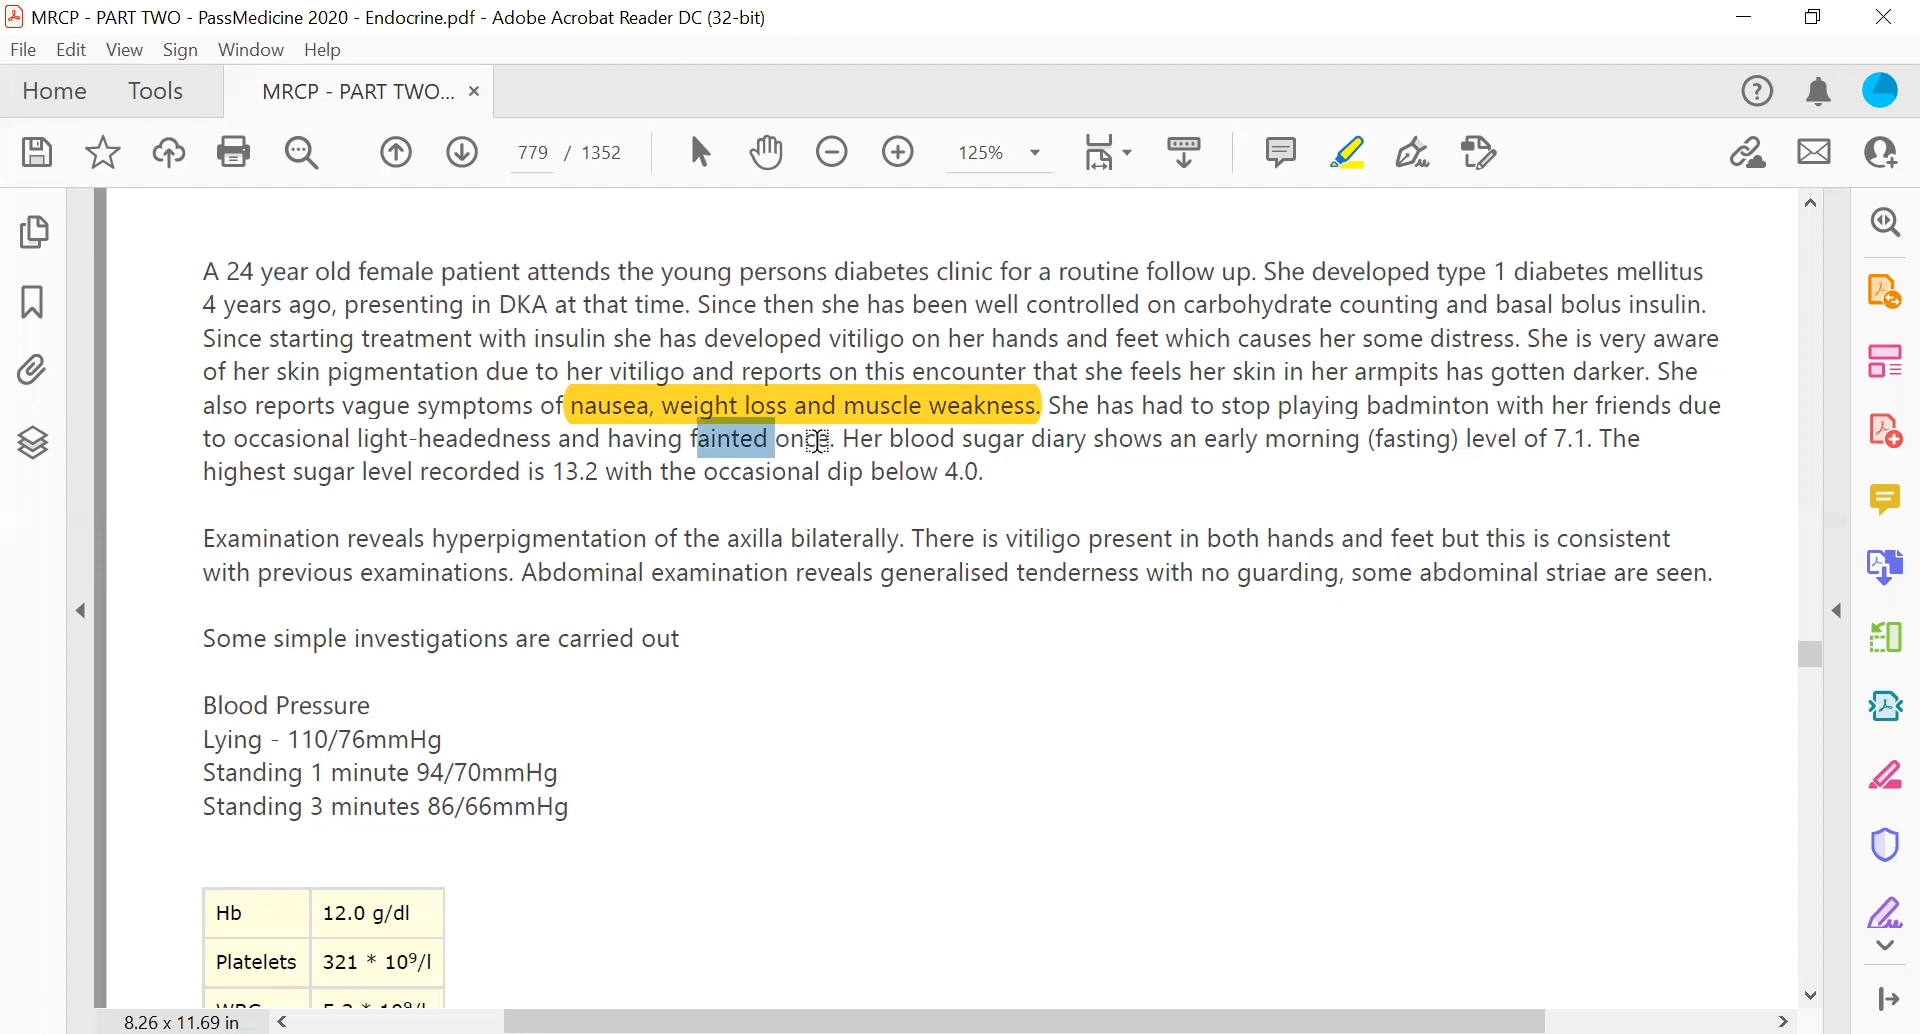 MRCP - PART TWO - PassMedicine 2020 - Endocrine.pdf - Adobe Acrobat Reader DC (32-bit)
File Edit View Sign Window Help
Home Tools MRCP - PART TWO... ×
779 / 1352 125%
A 24 year old female patient attends the young persons diabetes clinic for a routine follow up. She developed type 1 diabetes mellitus
4 years ago, presenting in DKA at that time. Since then she has been well controlled on carbohydrate counting and basal bolus insulin.
Since starting treatment with insulin she has developed vitiligo on her hands and feet which causes her some distress. She is very aware
of her skin pigmentation due to her vitiligo and reports on this encounter that she feels her skin in her armpits has gotten darker. She
also reports vague symptoms of nausea, weight loss and muscle weakness. She has had to stop playing badminton with her friends due
to occasional light-headedness and having fainted once. Her blood sugar diary shows an early morning (fasting) level of 7.1. The
highest sugar level recorded is 13.2 with the occasional dip below 4.0.
Examination reveals hyperpigmentation of the axilla bilaterally. There is vitiligo present in both hands and feet but this is consistent
with previous examinations. Abdominal examination reveals generalised tenderness with no guarding, some abdominal striae are seen.
Some simple investigations are carried out
Blood Pressure
Lying - 110/76mmHg
Standing 1 minute 94/70mmHg
Standing 3 minutes 86/66mmHg
Hb 12.0 g/dl
Platelets 321 * 10⁹/l
8.26 x 11.69 in